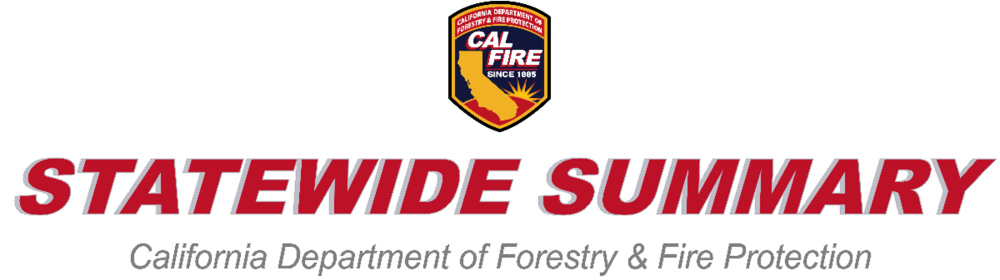 CALIFORNIA DEPARTMENT OF
FORESTRY & FIRE PROTECTION
CAL
FIRE
SINCE 1885
STATEWIDE SUMMARY
California Department of Forestry & Fire Protection